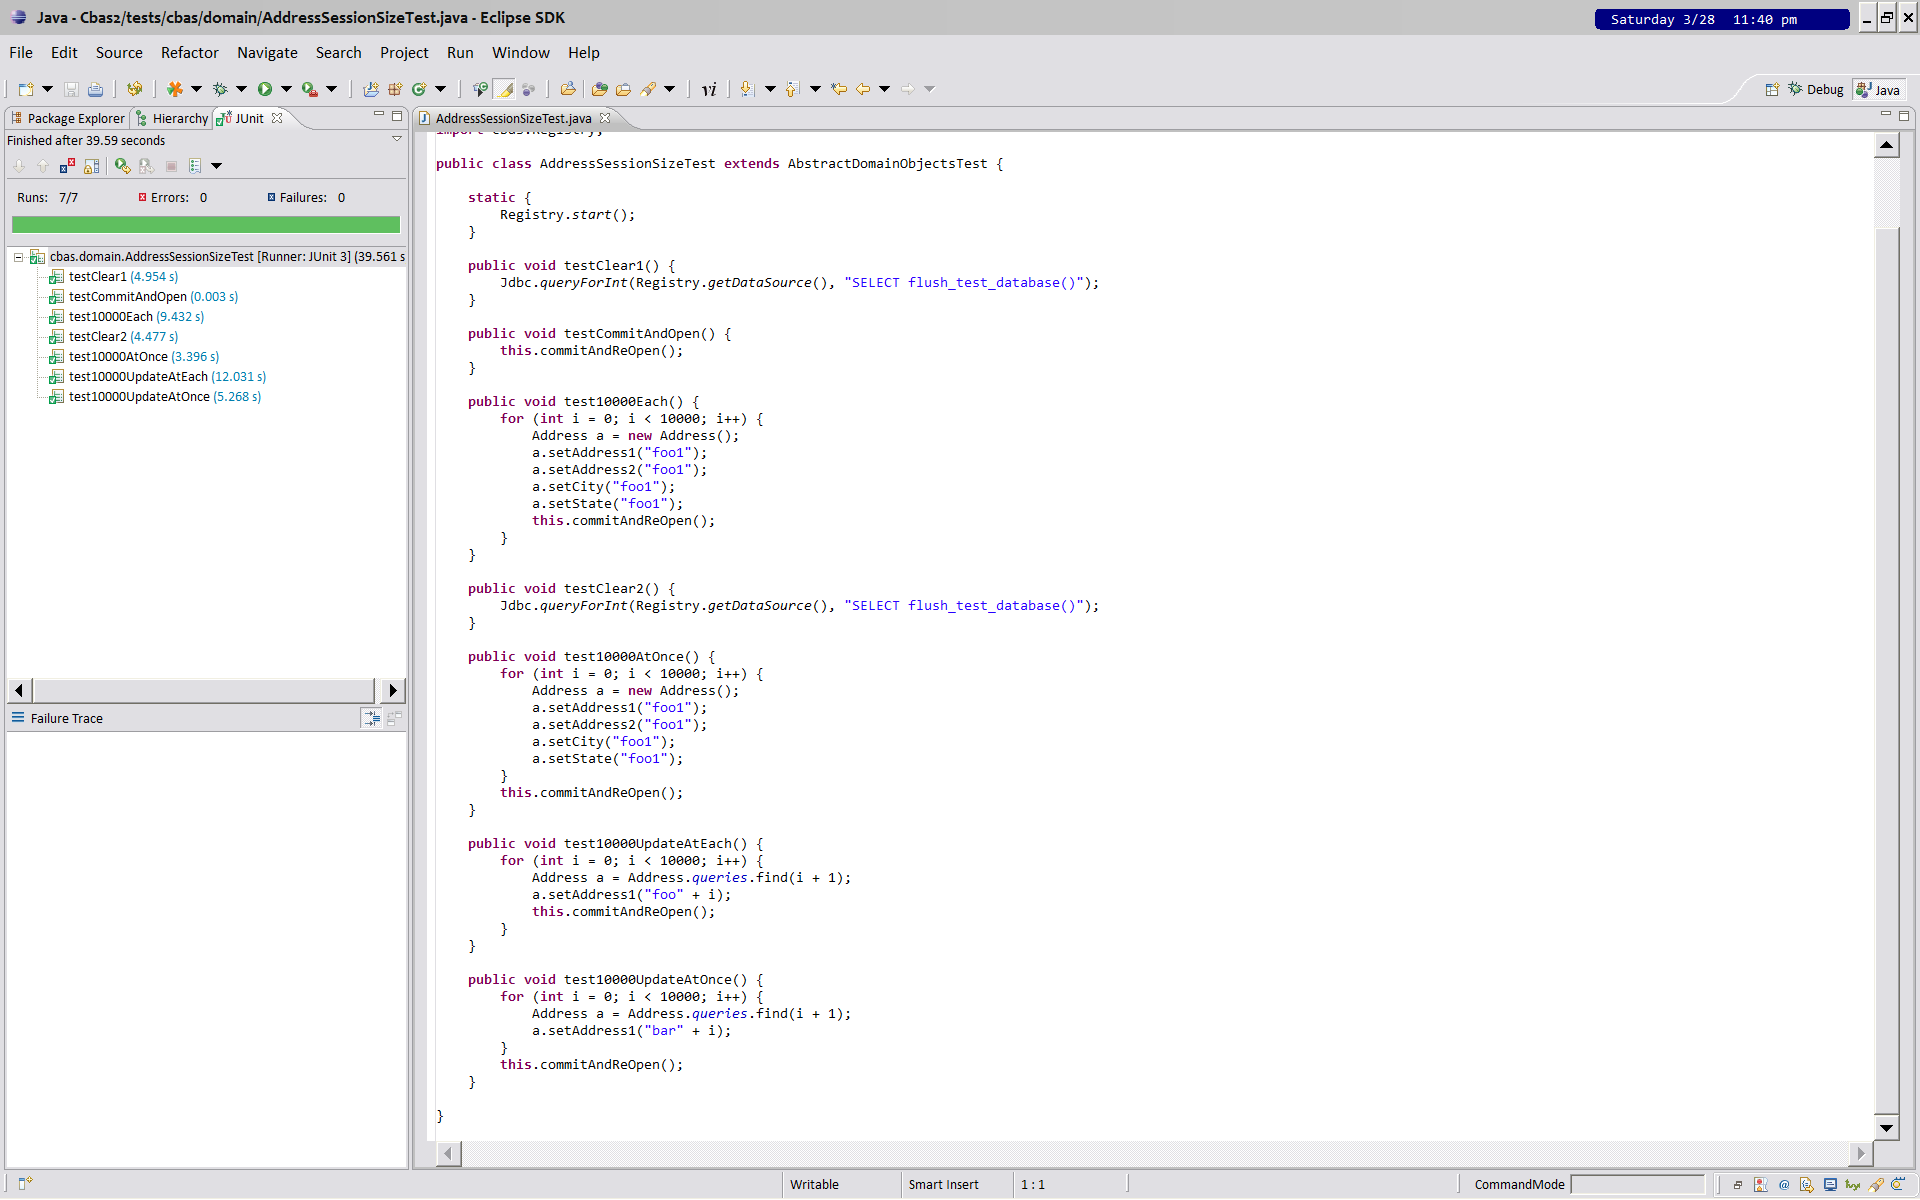 Java - Cbas2/tests/cbas/domain/AddressSessionSizeTest.java - Eclipse SDK
Saturday 3/28 11:40 pm
File Edit Source Refactor Navigate Search Project Run Window Help
Debug Java
Package Explorer Hierarchy JUnit
Finished after 39.59 seconds
Runs: 7/7 Errors: 0 Failures: 0
cbas.domain.AddressSessionSizeTest [Runner: JUnit 3] (39.561 s
testClear1 (4.954 s)
testCommitAndOpen (0.003 s)
test10000Each (9.432 s)
testClear2 (4.477 s)
test10000AtOnce (3.396 s)
test10000UpdateAtEach (12.031 s)
test10000UpdateAtOnce (5.268 s)
Failure Trace
AddressSessionSizeTest.java
import cbas.Registry;
public class AddressSessionSizeTest extends AbstractDomainObjectsTest {
static {
Registry.start();
}
public void testClear1() {
Jdbc.queryForInt(Registry.getDataSource(), "SELECT flush_test_database()");
}
public void testCommitAndOpen() {
this.commitAndReOpen();
}
public void test10000Each() {
for (int i = 0; i < 10000; i++) {
Address a = new Address();
a.setAddress1("foo1");
a.setAddress2("foo1");
a.setCity("foo1");
a.setState("foo1");
this.commitAndReOpen();
}
}
public void testClear2() {
Jdbc.queryForInt(Registry.getDataSource(), "SELECT flush_test_database()");
}
public void test10000AtOnce() {
for (int i = 0; i < 10000; i++) {
Address a = new Address();
a.setAddress1("foo1");
a.setAddress2("foo1");
a.setCity("foo1");
a.setState("foo1");
}
this.commitAndReOpen();
}
public void test10000UpdateAtEach() {
for (int i = 0; i < 10000; i++) {
Address a = Address.queries.find(i + 1);
a.setAddress1("foo" + i);
this.commitAndReOpen();
}
}
public void test10000UpdateAtOnce() {
for (int i = 0; i < 10000; i++) {
Address a = Address.queries.find(i + 1);
a.setAddress1("bar" + i);
}
this.commitAndReOpen();
}
}
Writable Smart Insert 1 : 1 CommandMode